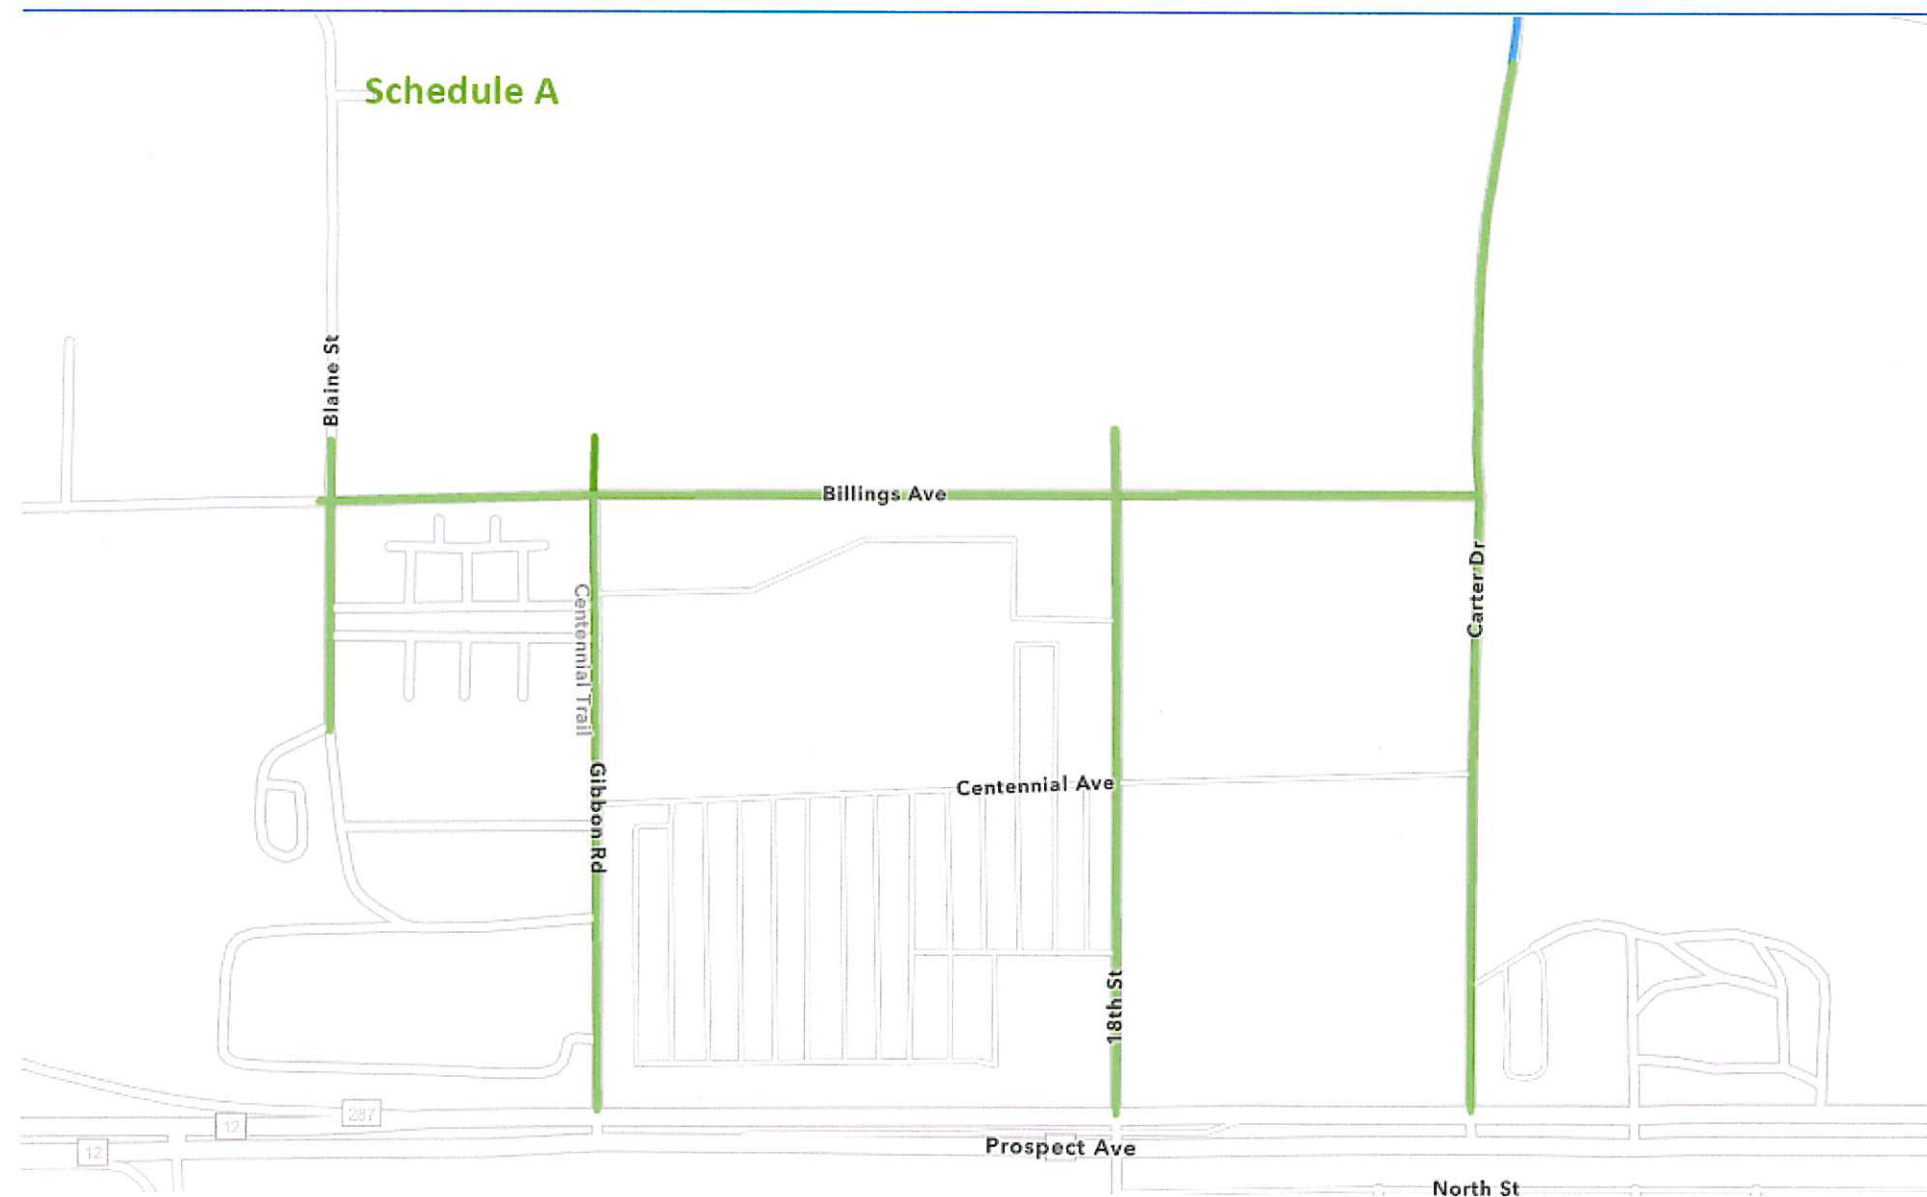 Schedule A
Blaine St
Billings Ave
Carter Dr
Centennial Trail
Gibbon Rd
Centennial Ave
18th St
287
12
12
Prospect Ave
North St